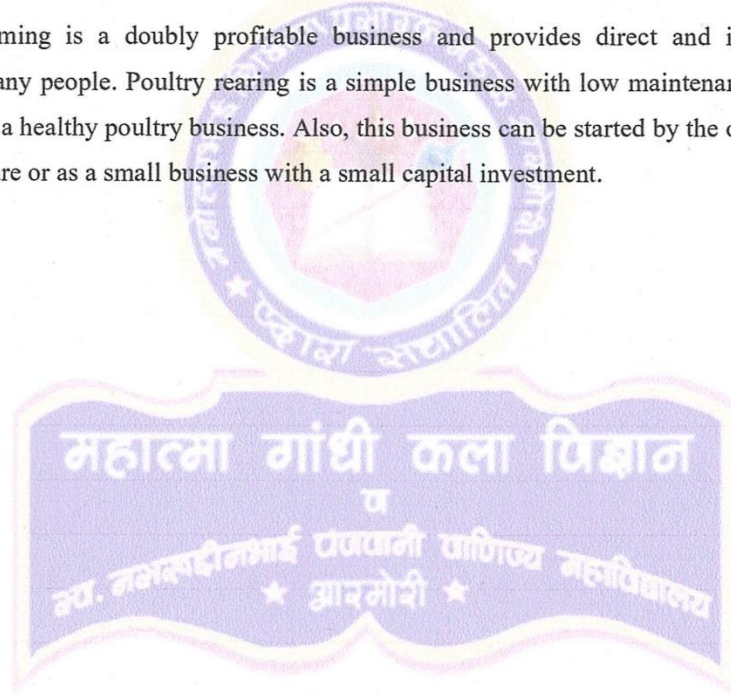 ming is a doubly profitable business and provides direct and i
any people. Poultry rearing is a simple business with low maintenan
a healthy poultry business. Also, this business can be started by the o
re or as a small business with a small capital investment.
द्वारा संचालित
महात्मा गांधी कला विज्ञान
व
स्व. नसरुद्दीनभाई पंजवानी वाणिज्य महाविद्यालय
★ आरमोरी ★